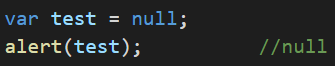 var test = null;
alert(test);                //null